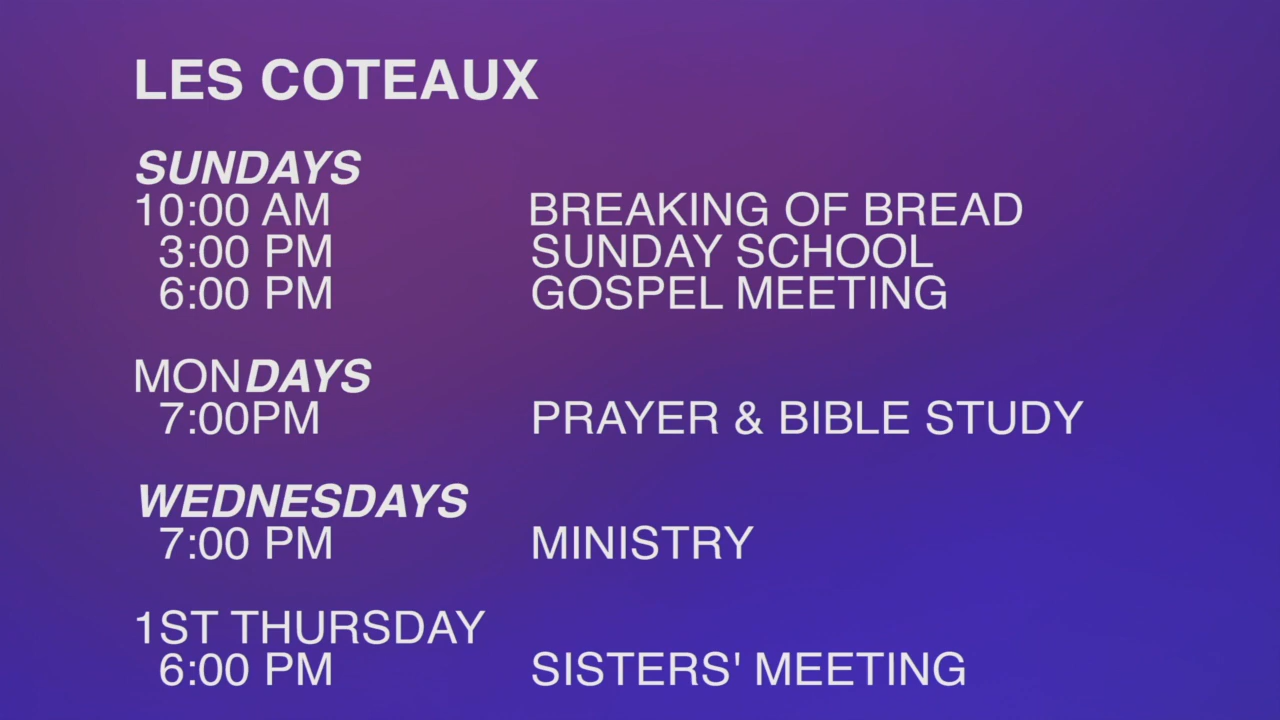 LES COTEAUX
SUNDAYS
10:00 AM BREAKING OF BREAD
3:00 PM SUNDAY SCHOOL
6:00 PM GOSPEL MEETING
MONDAYS
7:00PM PRAYER & BIBLE STUDY
WEDNESDAYS
7:00 PM MINISTRY
1ST THURSDAY
6:00 PM SISTERS' MEETING